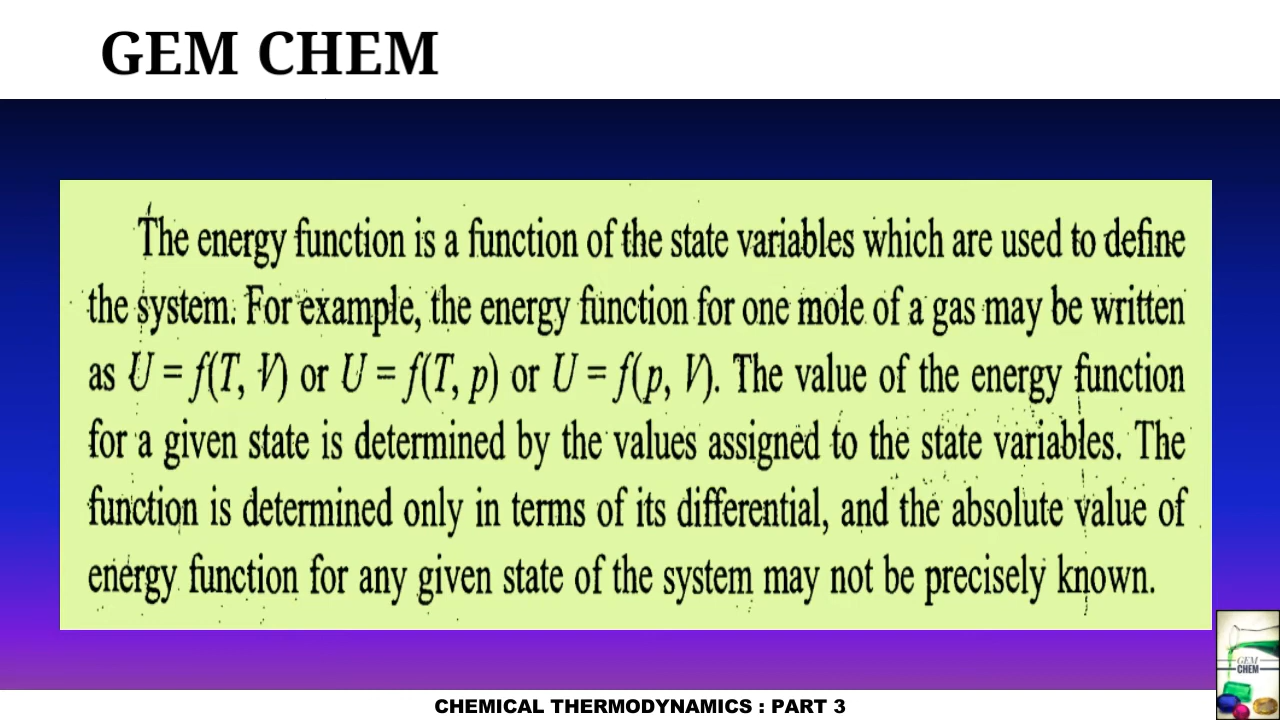 GEM CHEM
The energy function is a function of the state variables which are used to define
the system. For example, the energy function for one mole of a gas may be written
as U = f(T, V) or U = f(T, p) or U = f(p, V). The value of the energy function
for a given state is determined by the values assigned to the state variables. The
function is determined only in terms of its differential, and the absolute value of
energy function for any given state of the system may not be precisely known.
GEM
CHEM
CHEMICAL THERMODYNAMICS : PART 3